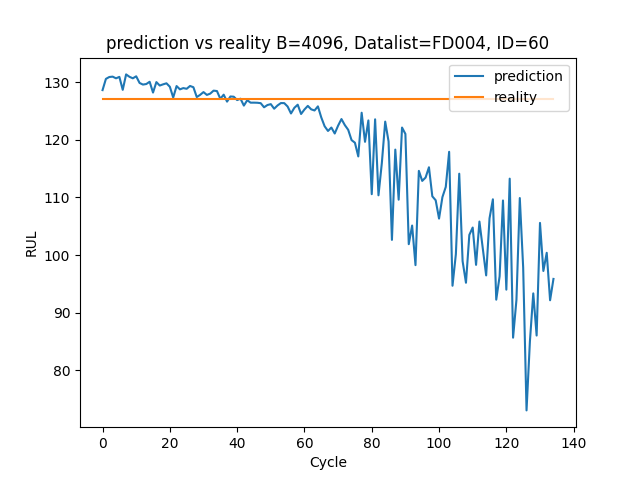 prediction vs reality B=4096, Datalist=FD004, ID=60
prediction
reality
RUL
130
120
110
100
90
80
0 20 40 60 80 100 120 140
Cycle